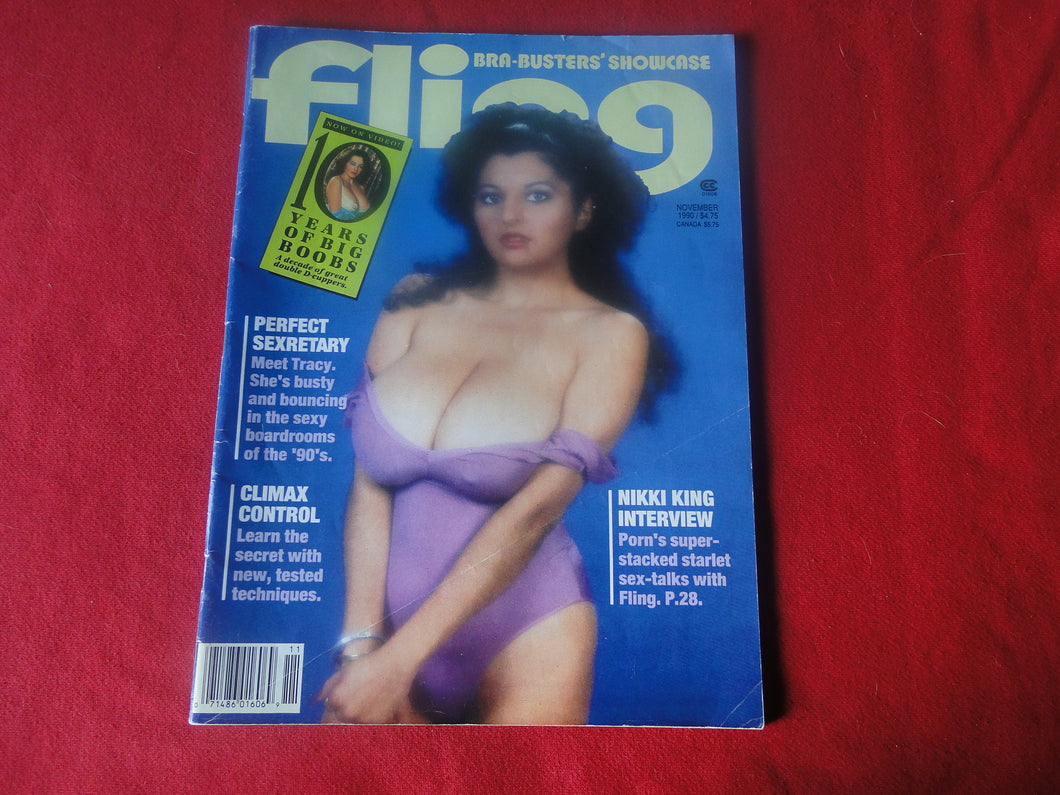 BRA-BUSTERS' SHOWCASE
fling
NOW ON VIDEO!
10
YEARS
OF BIG
BOOBS
A decade of great
double D-cuppers.
CCC
01606
NOVEMBER
1990 / $4.75
CANADA $5.75
PERFECT
SEXRETARY
Meet Tracy.
She's busty
and bouncing
in the sexy
boardrooms
of the '90's.
CLIMAX
CONTROL
Learn the
secret with
new, tested
techniques.
NIKKI KING
INTERVIEW
Porn's super-
stacked starlet
sex-talks with
Fling. P.28.
11
0 71486 01606 9